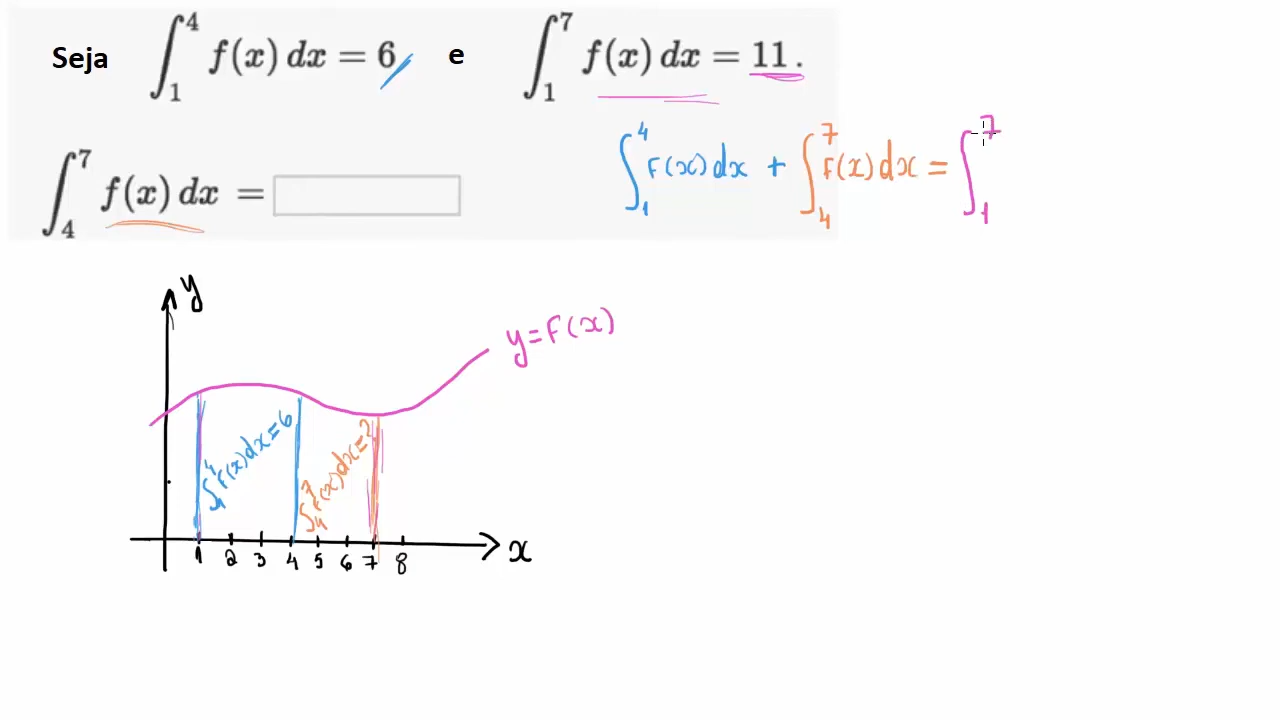 Seja ∫₁⁴ f(x) dx = 6 e ∫₁⁷ f(x) dx = 11.
∫₁⁴ F(x) dx + ∫₄⁷ F(x) dx = ∫₁⁷
∫₄⁷ f(x) dx =
y
y = F(x)
∫₁⁴ F(x) dx = 6
∫₄⁷ F(x) dx = ?
1 2 3 4 5 6 7 8
x